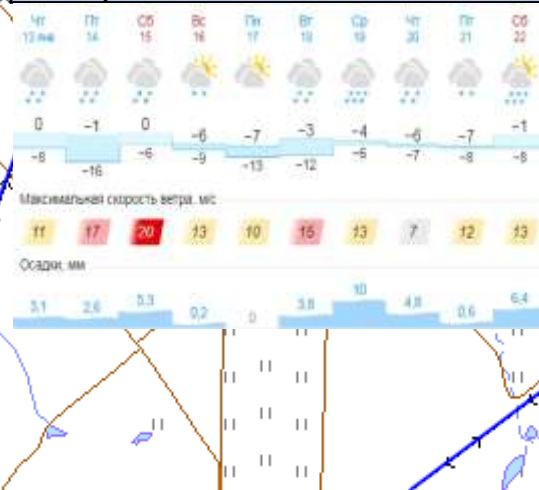 Чт Пт Сб Вс Пн Вт Ср Чт Пт Сб
13 янв 14 15 16 17 18 19 20 21 22
0 -1 0 -6 -7 -3 -4 -6 -7 -1
-8 -16 -6 -9 -13 -12 -5 -7 -8 -8
Максимальная скорость ветра, м/с
11 17 20 13 10 15 13 7 12 13
Осадки, мм
3,1 2,6 5,3 0,2 0 3,8 10 4,8 0,6 6,4